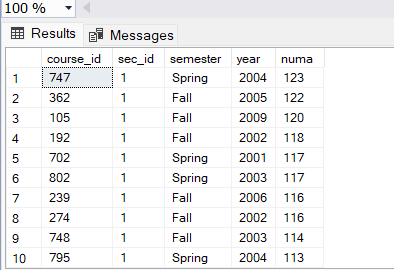 100 %
Results Messages
course_id sec_id semester year numa
1 747 1 Spring 2004 123
2 362 1 Fall 2005 122
3 105 1 Fall 2009 120
4 192 1 Fall 2002 118
5 702 1 Spring 2001 117
6 802 1 Spring 2003 117
7 239 1 Fall 2006 116
8 274 1 Fall 2002 116
9 748 1 Fall 2003 114
10 795 1 Spring 2004 113